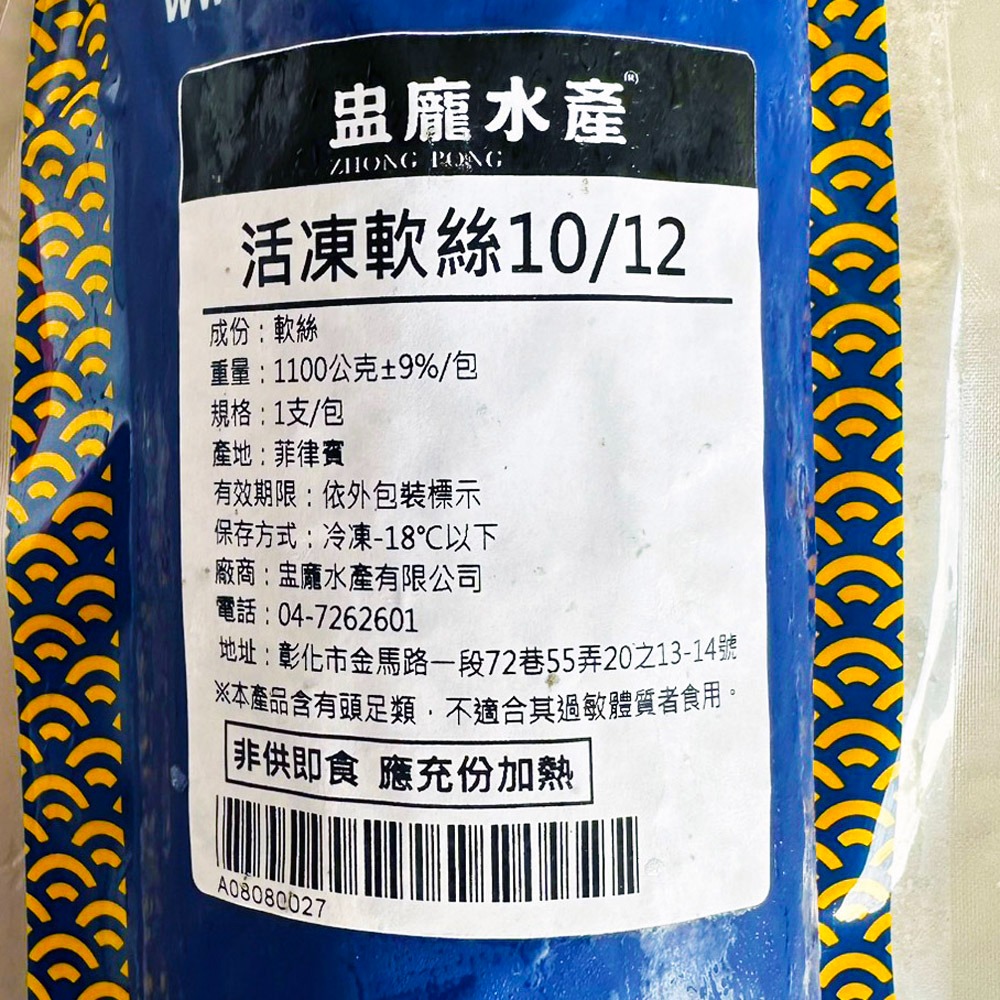 盅龐水產®
ZHONG PONG
活凍軟絲10/12
成份：軟絲
重量：1100公克±9%/包
規格：1支/包
產地：菲律賓
有效期限：依外包裝標示
保存方式：冷凍-18℃以下
廠商：盅龐水產有限公司
電話：04-7262601
地址：彰化市金馬路一段72巷55弄20之13-14號
※本產品含有頭足類，不適合其過敏體質者食用。
非供即食 應充份加熱
A08080027